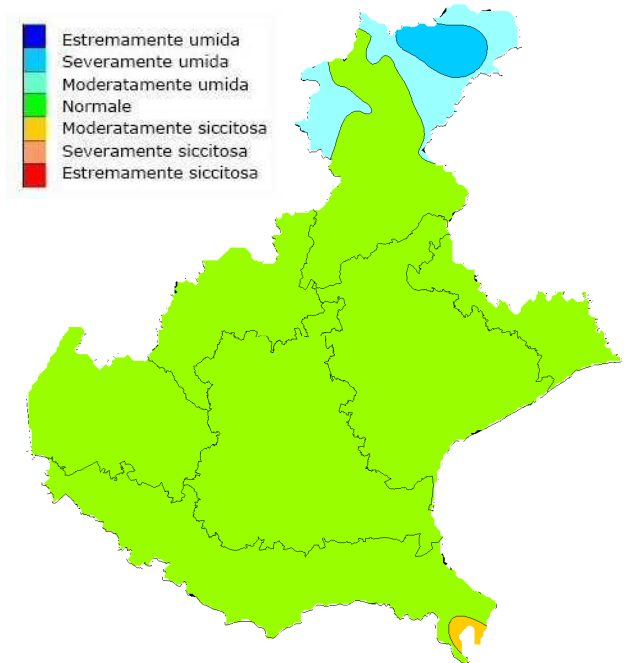 Estremamente umida
Severamente umida
Moderatamente umida
Normale
Moderatamente siccitosa
Severamente siccitosa
Estremamente siccitosa